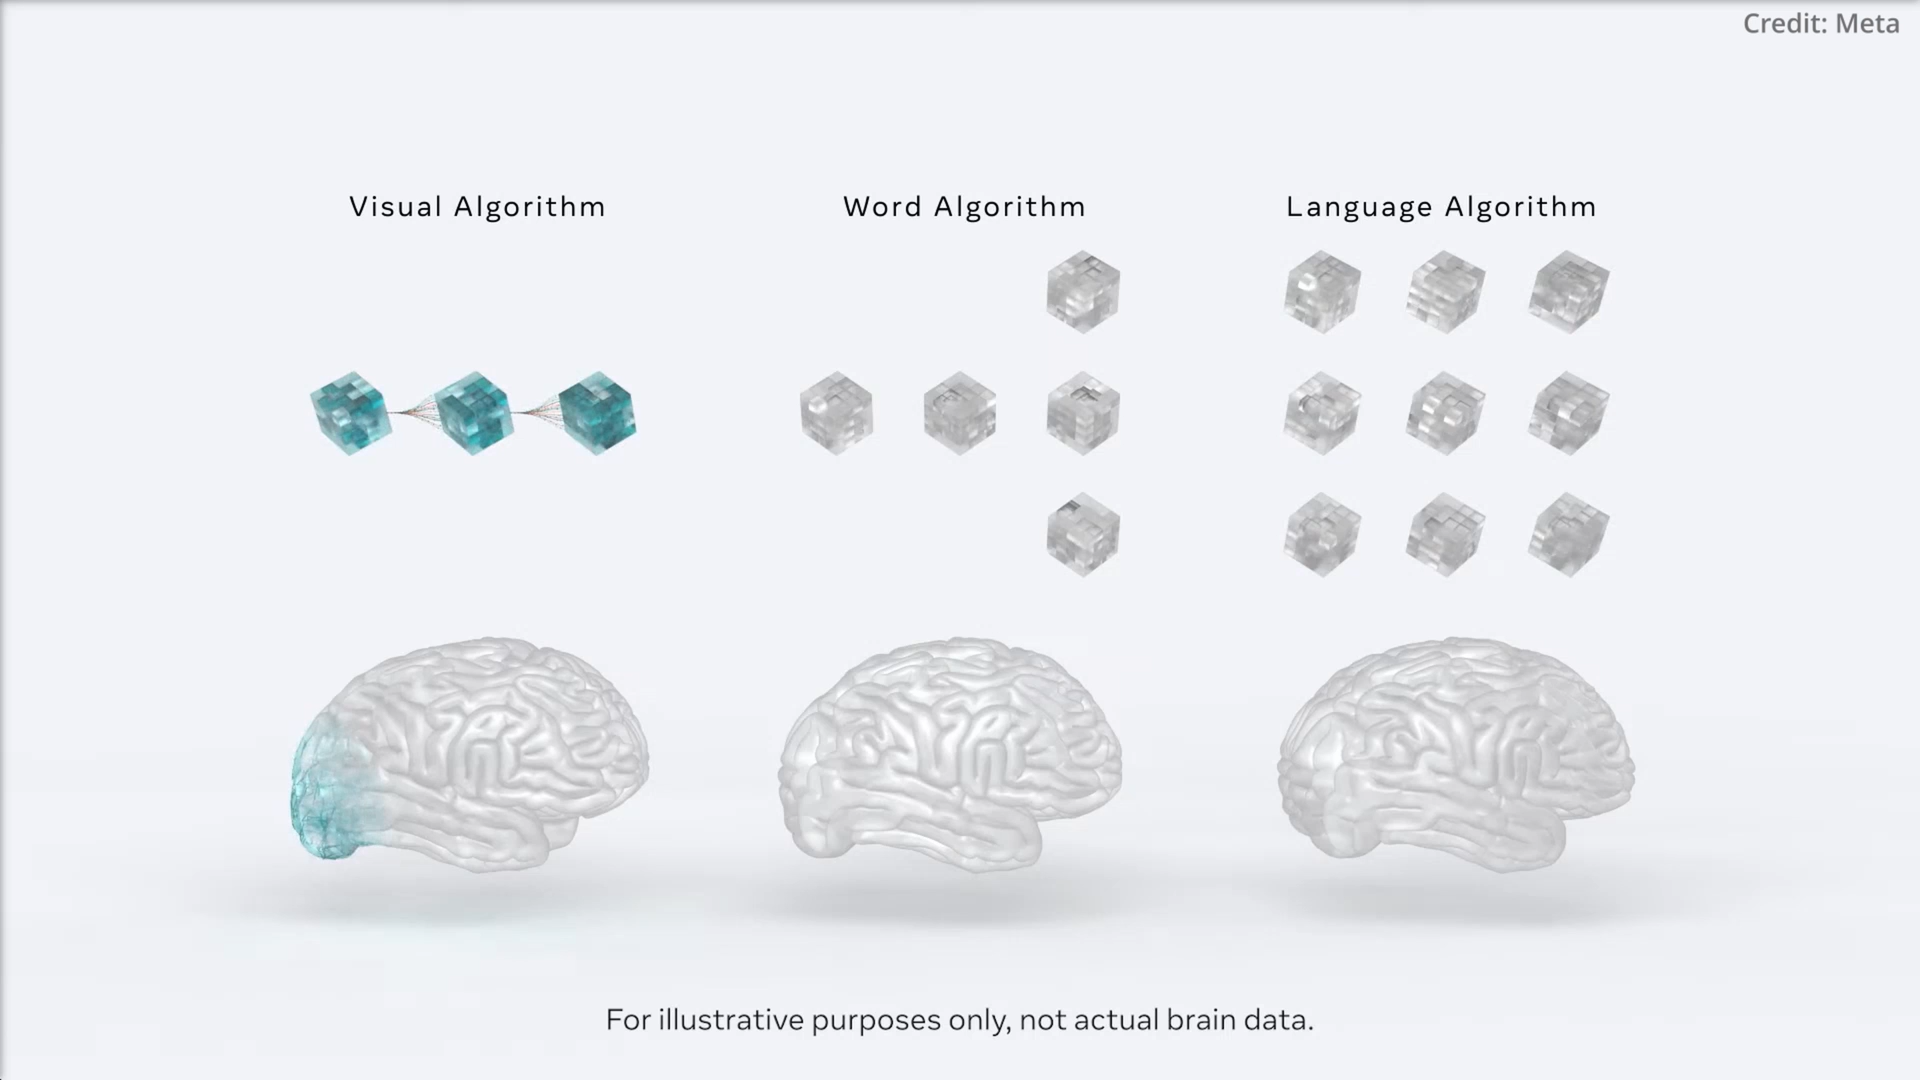 Credit: Meta
Visual Algorithm
Word Algorithm
Language Algorithm
For illustrative purposes only, not actual brain data.